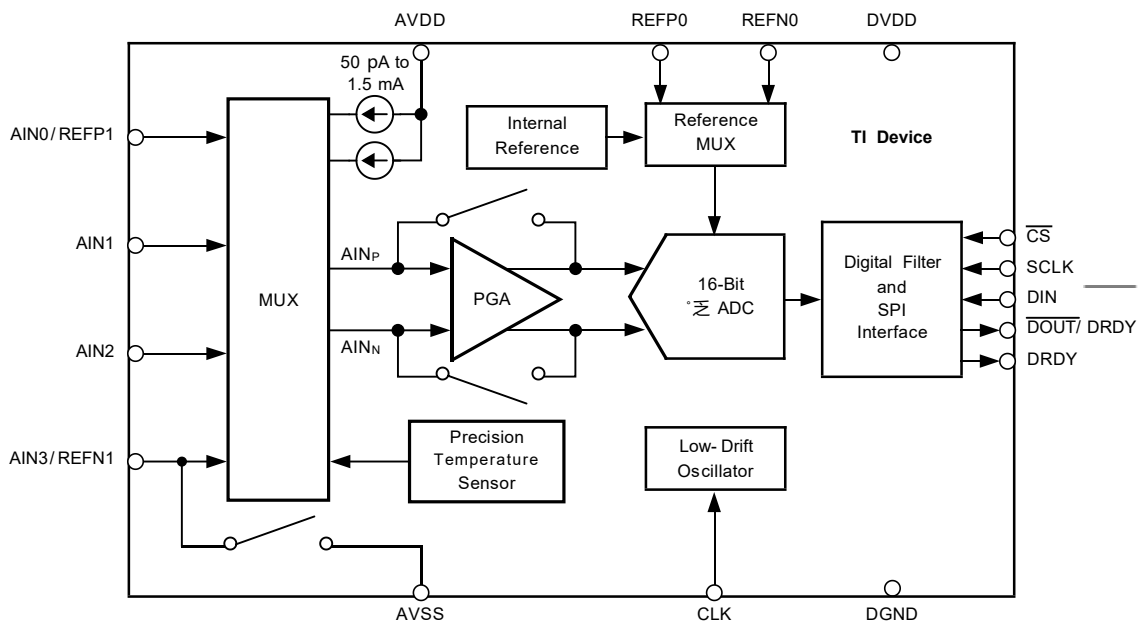 AVDD
REFP0
REFN0
DVDD
50 pA to
1.5 mA
AIN0/REFP1
Internal
Reference
Reference
MUX
TI Device
AIN1
AINP
MUX
PGA
16-Bit
ADC
Digital Filter
and
SPI
Interface
CS
SCLK
DIN
DOUT/ DRDY
DRDY
AIN2
AINN
AIN3/REFN1
Precision
Temperature
Sensor
Low-Drift
Oscillator
AVSS
CLK
DGND